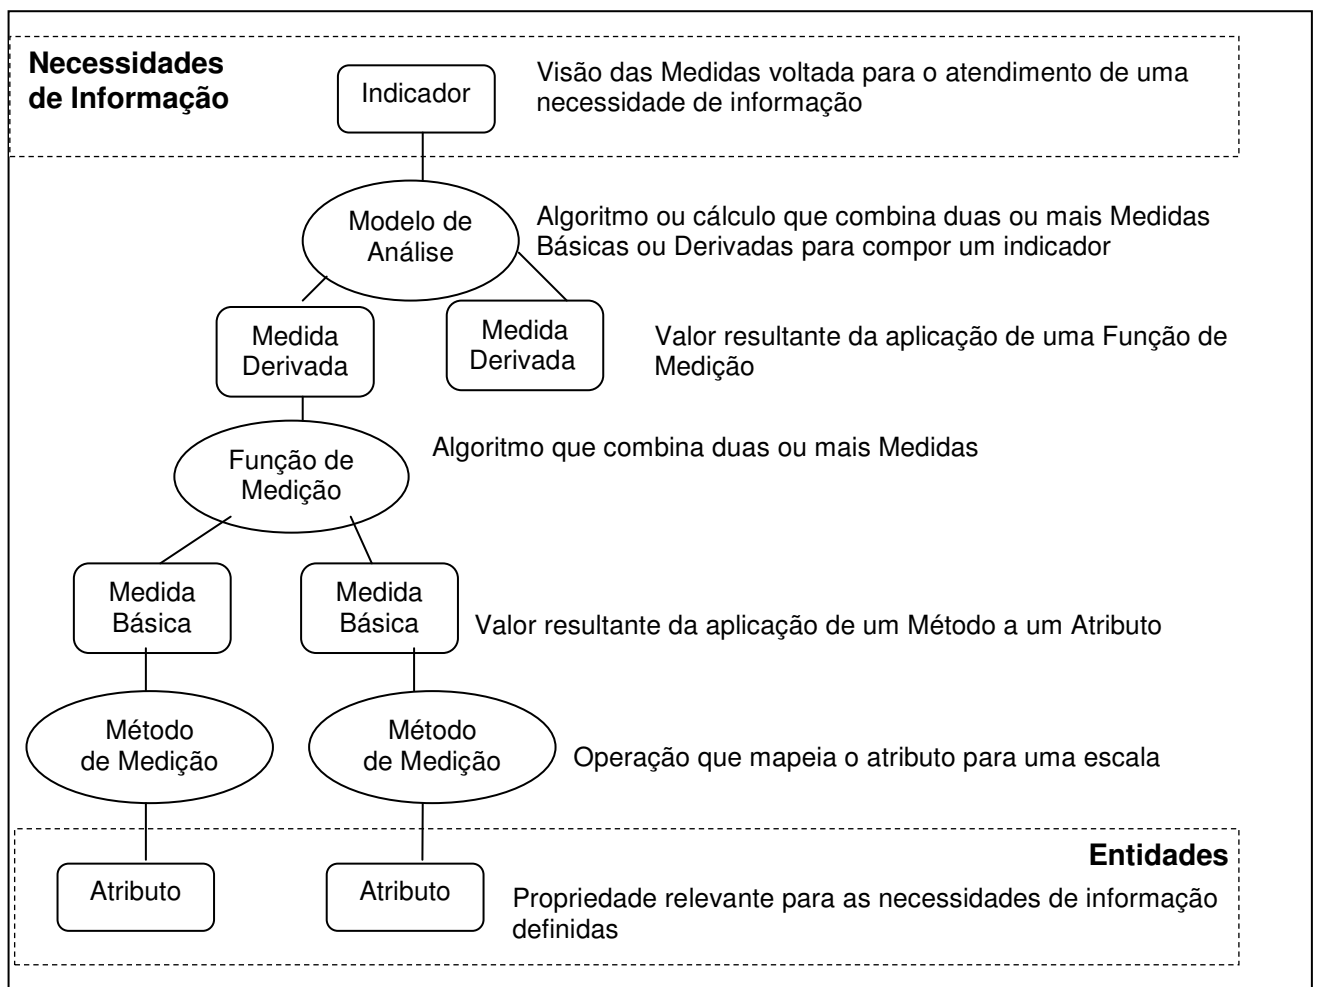 Necessidades
de Informação
Indicador
Visão das Medidas voltada para o atendimento de uma
necessidade de informação
Modelo de
Análise
Algoritmo ou cálculo que combina duas ou mais Medidas
Básicas ou Derivadas para compor um indicador
Medida
Derivada
Medida
Derivada
Valor resultante da aplicação de uma Função de
Medição
Função de
Medição
Algoritmo que combina duas ou mais Medidas
Medida
Básica
Medida
Básica
Valor resultante da aplicação de um Método a um Atributo
Método
de Medição
Método
de Medição
Operação que mapeia o atributo para uma escala
Entidades
Atributo
Atributo
Propriedade relevante para as necessidades de informação
definidas